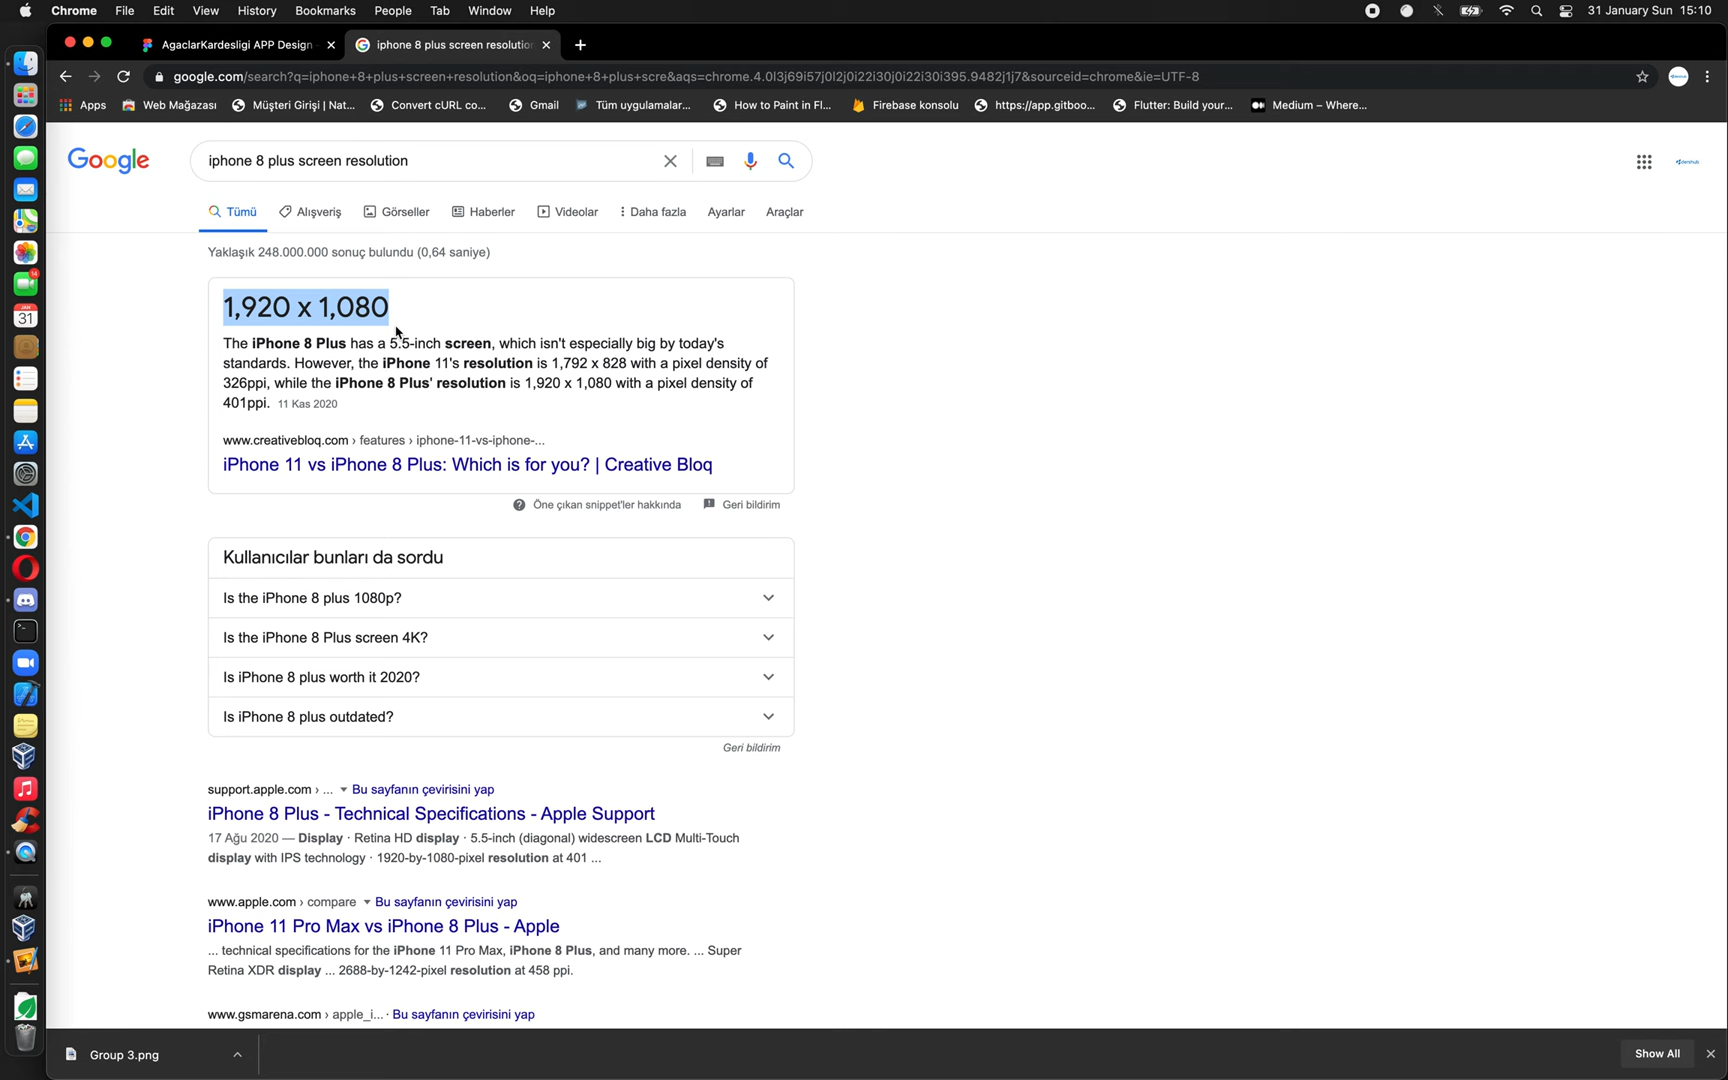 Chrome File Edit View History Bookmarks People Tab Window Help
31 January Sun 15:10
AgaclarKardesligi APP Design
iphone 8 plus screen resolution
google.com/search?q=iphone+8+plus+screen+resolution&oq=iphone+8+plus+scre&aqs=chrome.4.0l3j69i57j0l2j0i22i30j0i22i30i395.9482j1j7&sourceid=chrome&ie=UTF-8
Apps Web Mağazası Müşteri Girişi | Nat... Convert cURL co... Gmail Tüm uygulamalar... How to Paint in Fl... Firebase konsolu https://app.gitboo... Flutter: Build your... Medium – Where...
Google
iphone 8 plus screen resolution
Tümü Alışveriş Görseller Haberler Videolar Daha fazla Ayarlar Araçlar
Yaklaşık 248.000.000 sonuç bulundu (0,64 saniye)
1,920 x 1,080
The iPhone 8 Plus has a 5.5-inch screen, which isn't especially big by today's
standards. However, the iPhone 11's resolution is 1,792 x 828 with a pixel density of
326ppi, while the iPhone 8 Plus' resolution is 1,920 x 1,080 with a pixel density of
401ppi. 11 Kas 2020
www.creativebloq.com › features › iphone-11-vs-iphone-...
iPhone 11 vs iPhone 8 Plus: Which is for you? | Creative Bloq
Öne çıkan snippet'ler hakkında Geri bildirim
Kullanıcılar bunları da sordu
Is the iPhone 8 plus 1080p?
Is the iPhone 8 Plus screen 4K?
Is iPhone 8 plus worth it 2020?
Is iPhone 8 plus outdated?
Geri bildirim
support.apple.com › ... Bu sayfanın çevirisini yap
iPhone 8 Plus - Technical Specifications - Apple Support
17 Ağu 2020 — Display · Retina HD display · 5.5-inch (diagonal) widescreen LCD Multi-Touch
display with IPS technology · 1920-by-1080-pixel resolution at 401 ...
www.apple.com › compare Bu sayfanın çevirisini yap
iPhone 11 Pro Max vs iPhone 8 Plus - Apple
... technical specifications for the iPhone 11 Pro Max, iPhone 8 Plus, and many more. ... Super
Retina XDR display ... 2688-by-1242-pixel resolution at 458 ppi.
www.gsmarena.com › apple_i... · Bu sayfanın çevirisini yap
14
JAN
31
Group 3.png
Show All